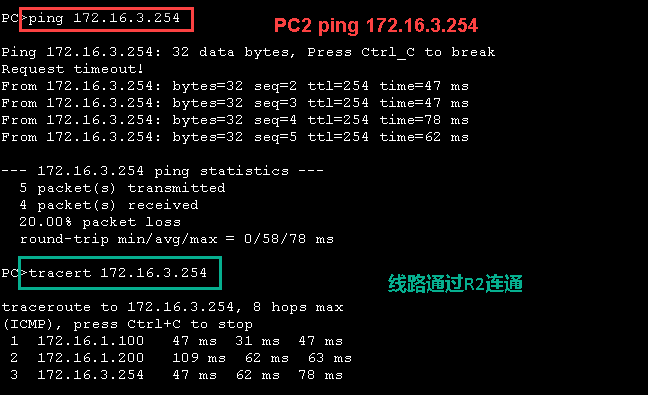 PC>ping 172.16.3.254
PC2 ping 172.16.3.254
Ping 172.16.3.254: 32 data bytes, Press Ctrl_C to break
Request timeout!
From 172.16.3.254: bytes=32 seq=2 ttl=254 time=47 ms
From 172.16.3.254: bytes=32 seq=3 ttl=254 time=47 ms
From 172.16.3.254: bytes=32 seq=4 ttl=254 time=78 ms
From 172.16.3.254: bytes=32 seq=5 ttl=254 time=62 ms
--- 172.16.3.254 ping statistics ---
5 packet(s) transmitted
4 packet(s) received
20.00% packet loss
round-trip min/avg/max = 0/58/78 ms
PC>tracert 172.16.3.254
线路通过R2连通
traceroute to 172.16.3.254, 8 hops max
(ICMP), press Ctrl+C to stop
1 172.16.1.100 47 ms 31 ms 47 ms
2 172.16.1.200 109 ms 62 ms 63 ms
3 172.16.3.254 47 ms 62 ms 78 ms